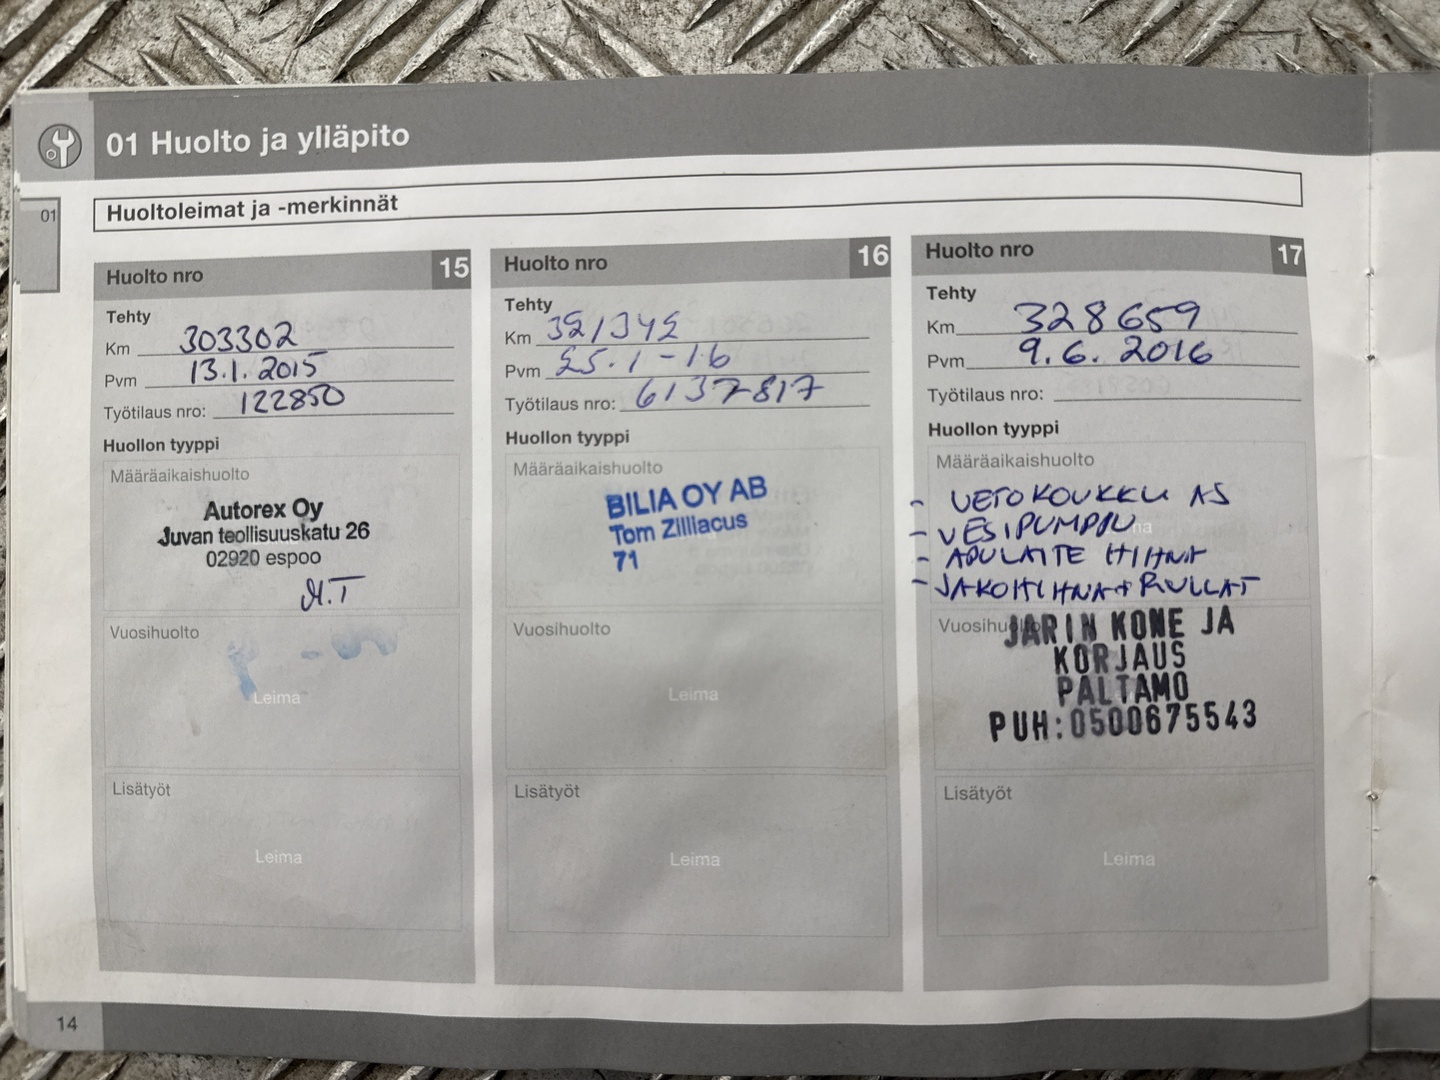 01 Huolto ja ylläpito
01
Huoltoleimat ja -merkinnät
Huolto nro 15
Tehty
Km 303302
Pvm 13.1.2015
Työtilaus nro: 122850
Huollon tyyppi
Määräaikaishuolto
Autorex Oy
Juvan teollisuuskatu 26
02920 espoo
M.T
Vuosihuolto
Leima
Lisätyöt
Leima
Huolto nro 16
Tehty
Km 321342
Pvm 25.1-16
Työtilaus nro: 6137817
Huollon tyyppi
Määräaikaishuolto
BILIA OY AB
Tom Zilliacus
71
Vuosihuolto
Leima
Lisätyöt
Leima
Huolto nro 17
Tehty
Km 328659
Pvm 9.6. 2016
Työtilaus nro:
Huollon tyyppi
Määräaikaishuolto
- VETOKOUKKU AS
- VESIPUMPPU
- APULAITE HIHNA
- JAKOHIHNA+RULLAT
Vuosihuolto
JARIN KONE JA
KORJAUS
PALTAMO
PUH:0500675543
Lisätyöt
Leima
14